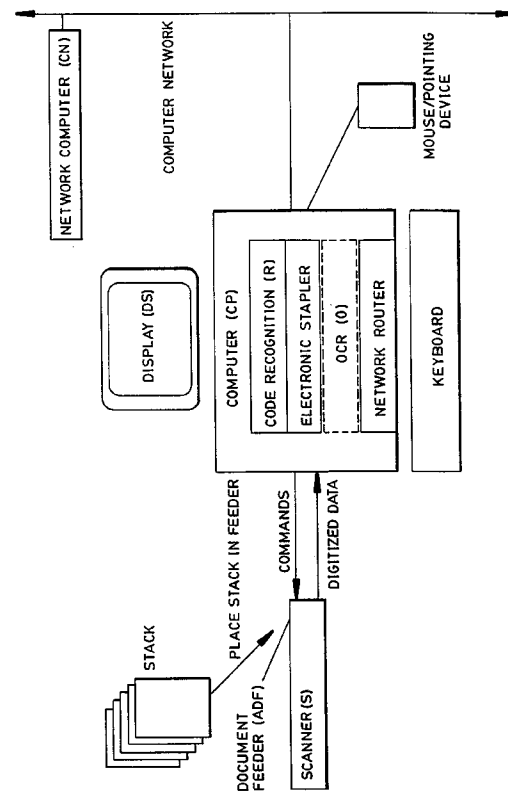 NETWORK COMPUTER (CN)
COMPUTER NETWORK
MOUSE/POINTING
DEVICE
DISPLAY (DS)
COMPUTER (CP)
CODE RECOGNITION (R)
ELECTRONIC STAPLER
OCR (O)
NETWORK ROUTER
KEYBOARD
STACK
PLACE STACK IN FEEDER
COMMANDS
DIGITIZED DATA
DOCUMENT
FEEDER (ADF)
SCANNER (S)